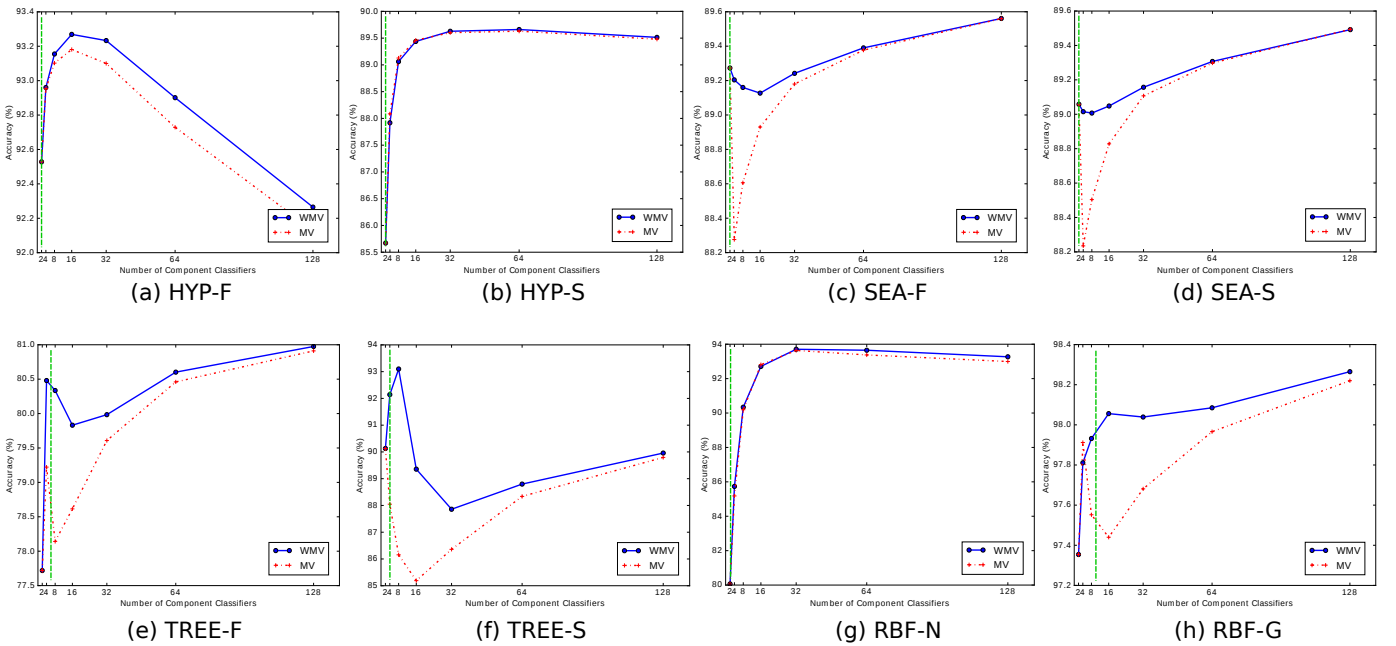 93.4
93.2
93.0
92.8
92.6
92.4
92.2
92.0
Accuracy (%)
WMV
MV
2 4 8 16 32 64 128
Number of Component Classifiers
(a) HYP-F
90.0
89.5
89.0
88.5
88.0
87.5
87.0
86.5
86.0
85.5
Accuracy (%)
WMV
MV
2 4 8 16 32 64 128
Number of Component Classifiers
(b) HYP-S
89.6
89.4
89.2
89.0
88.8
88.6
88.4
88.2
Accuracy (%)
WMV
MV
2 4 8 16 32 64 128
Number of Component Classifiers
(c) SEA-F
89.6
89.4
89.2
89.0
88.8
88.6
88.4
88.2
Accuracy (%)
WMV
MV
2 4 8 16 32 64 128
Number of Component Classifiers
(d) SEA-S
81.0
80.5
80.0
79.5
79.0
78.5
78.0
77.5
Accuracy (%)
WMV
MV
2 4 8 16 32 64 128
Number of Component Classifiers
(e) TREE-F
94
93
92
91
90
89
88
87
86
85
Accuracy (%)
WMV
MV
2 4 8 16 32 64 128
Number of Component Classifiers
(f) TREE-S
94
92
90
88
86
84
82
80
Accuracy (%)
WMV
MV
2 4 8 16 32 64 128
Number of Component Classifiers
(g) RBF-N
98.4
98.2
98.0
97.8
97.6
97.4
97.2
Accuracy (%)
WMV
MV
2 4 8 16 32 64 128
Number of Component Classifiers
(h) RBF-G